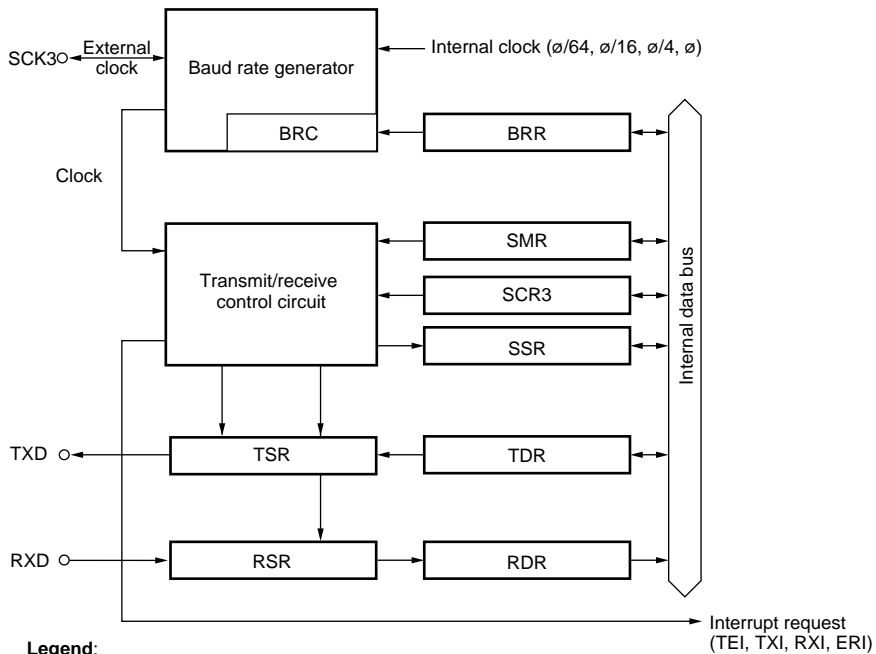 SCK3
External
clock
Baud rate generator
Internal clock (ø/64, ø/16, ø/4, ø)
BRC
BRR
Clock
Transmit/receive
control circuit
SMR
SCR3
SSR
Internal data bus
TXD
TSR
TDR
RXD
RSR
RDR
Interrupt request
(TEI, TXI, RXI, ERI)
Legend: